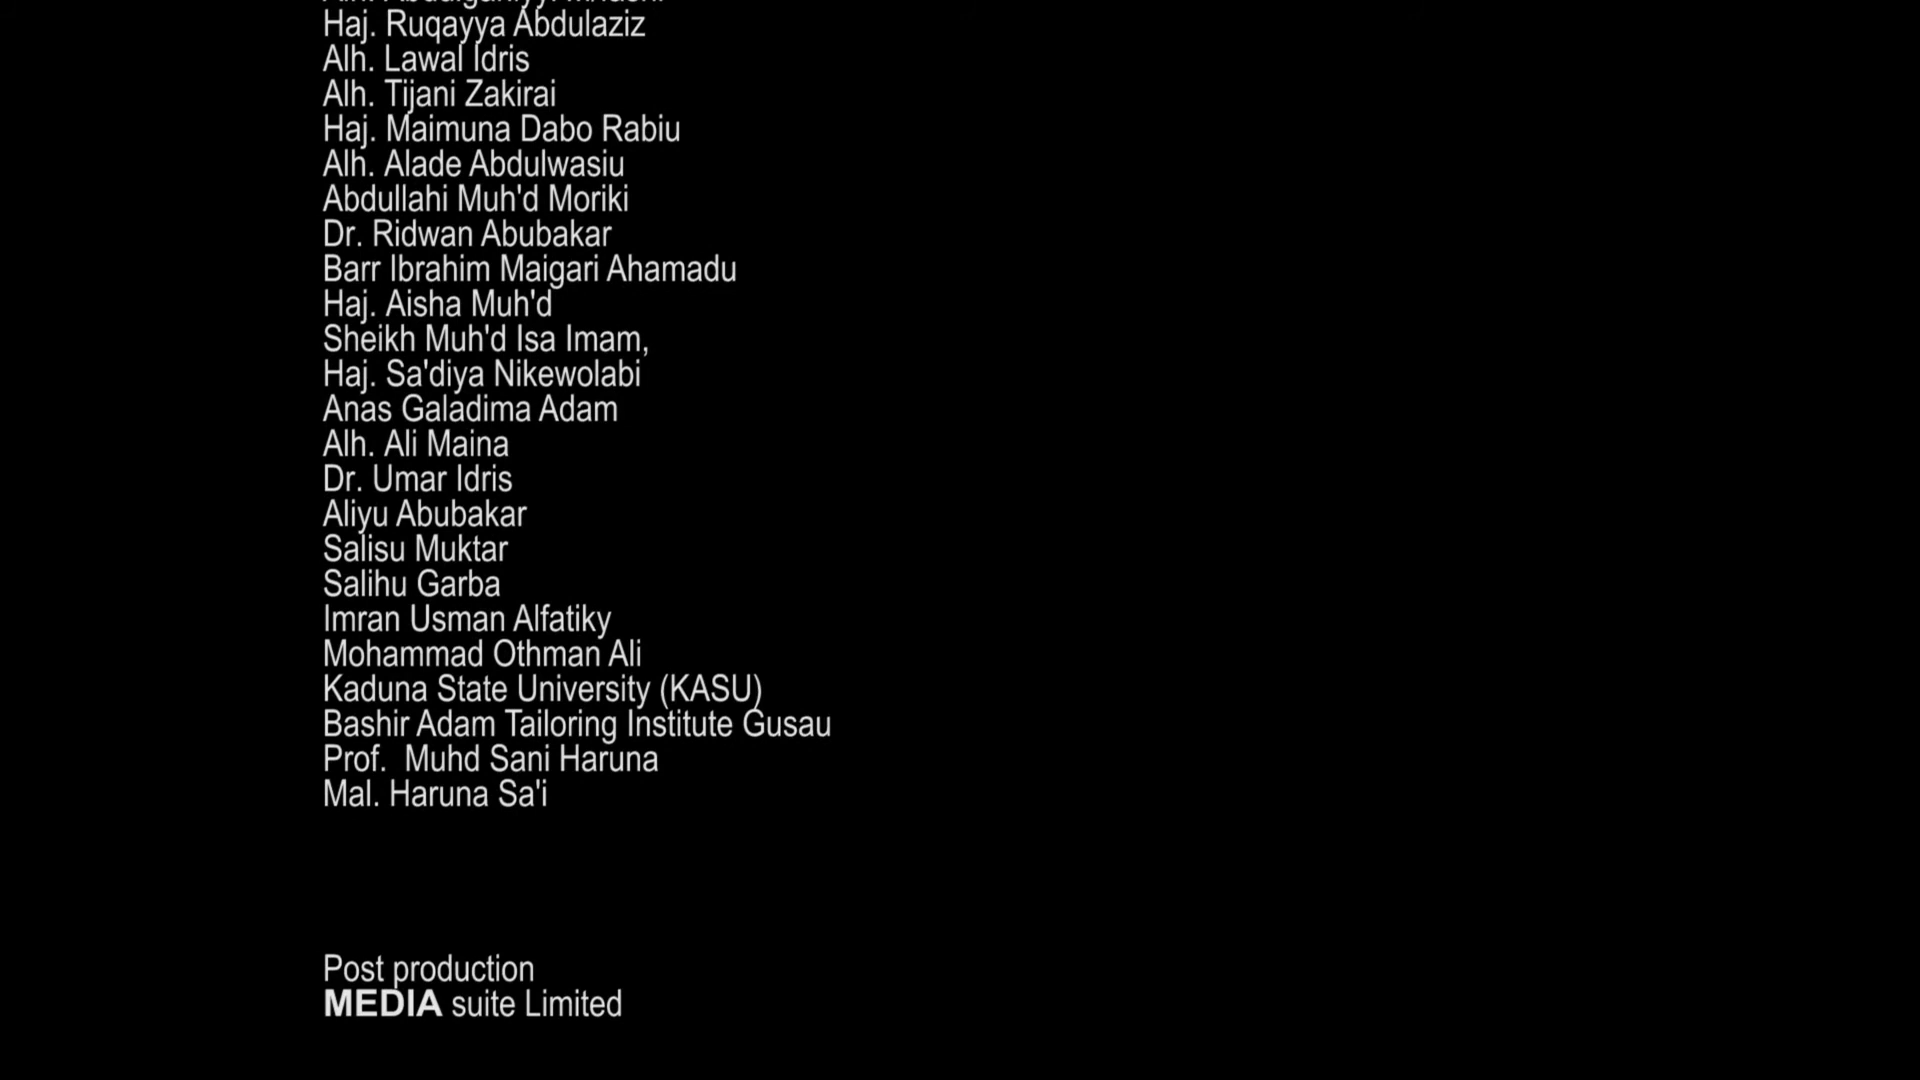 Haj. Ruqayya Abdulaziz
Alh. Lawal Idris
Alh. Tijani Zakirai
Haj. Maimuna Dabo Rabiu
Alh. Alade Abdulwasiu
Abdullahi Muh'd Moriki
Dr. Ridwan Abubakar
Barr Ibrahim Maigari Ahamadu
Haj. Aisha Muh'd
Sheikh Muh'd Isa Imam,
Haj. Sa'diya Nikewolabi
Anas Galadima Adam
Alh. Ali Maina
Dr. Umar Idris
Aliyu Abubakar
Salisu Muktar
Salihu Garba
Imran Usman Alfatiky
Mohammad Othman Ali
Kaduna State University (KASU)
Bashir Adam Tailoring Institute Gusau
Prof.  Muhd Sani Haruna
Mal. Haruna Sa'i
Post production
MEDIA suite Limited